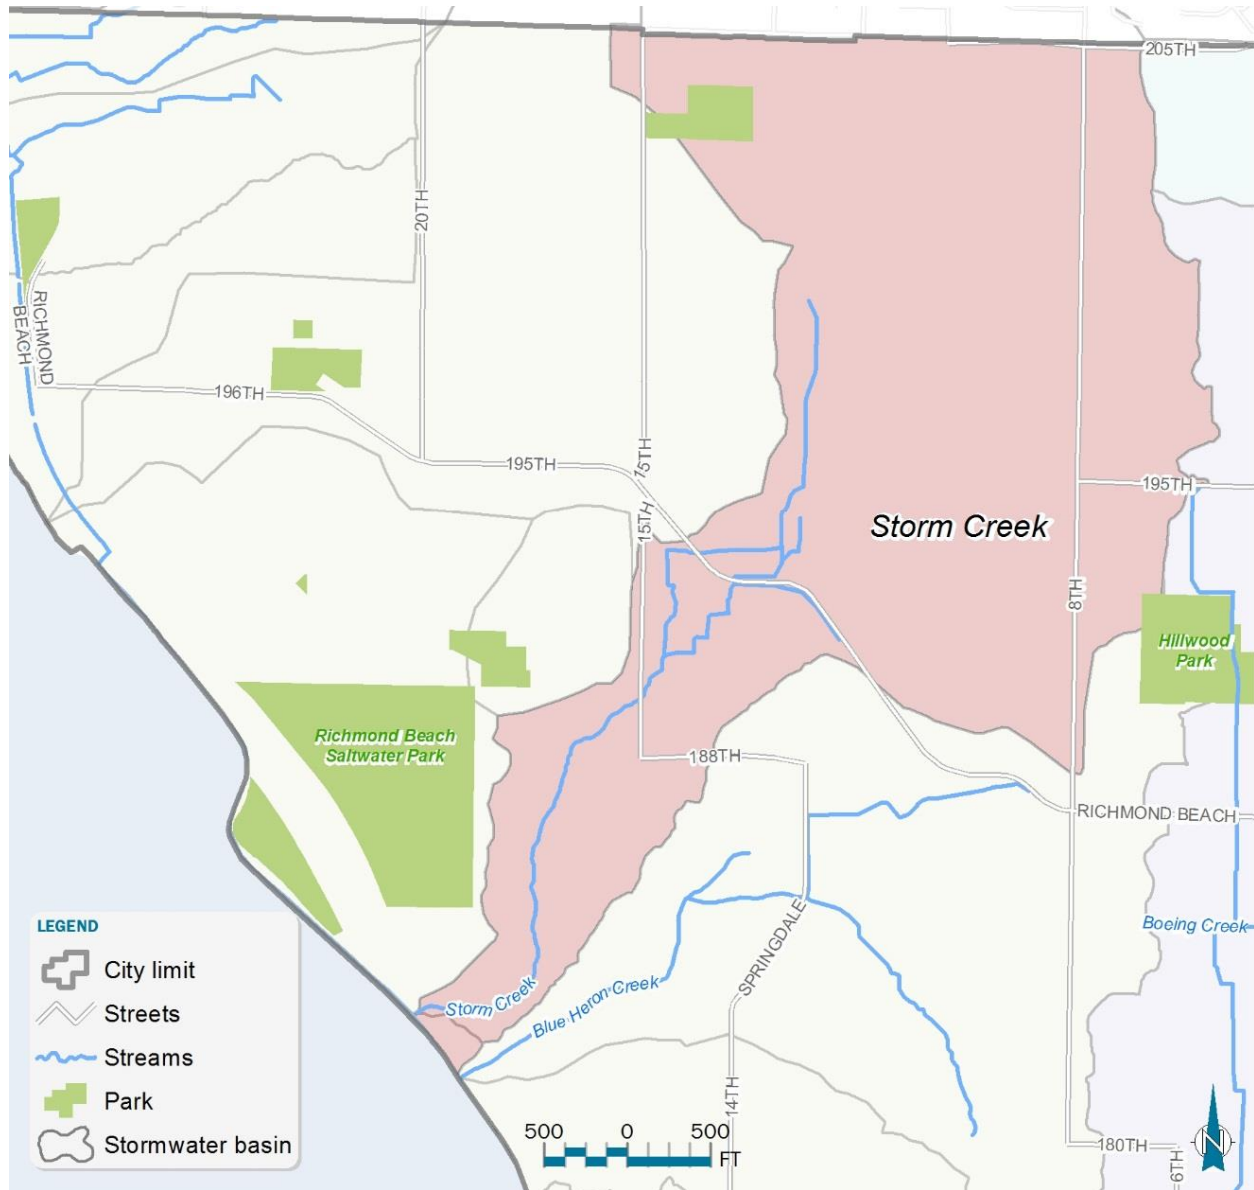 205TH
20TH
RICHMOND
BEACH
196TH
195TH
15TH
15TH
195TH
Storm Creek
8TH
Hillwood
Park
Richmond Beach
Saltwater Park
188TH
RICHMOND BEACH
SPRINGDALE
Boeing Creek
Storm Creek
Blue Heron Creek
14TH
180TH
6TH
LEGEND
City limit
Streets
Streams
Park
Stormwater basin
500 0 500
FT
N